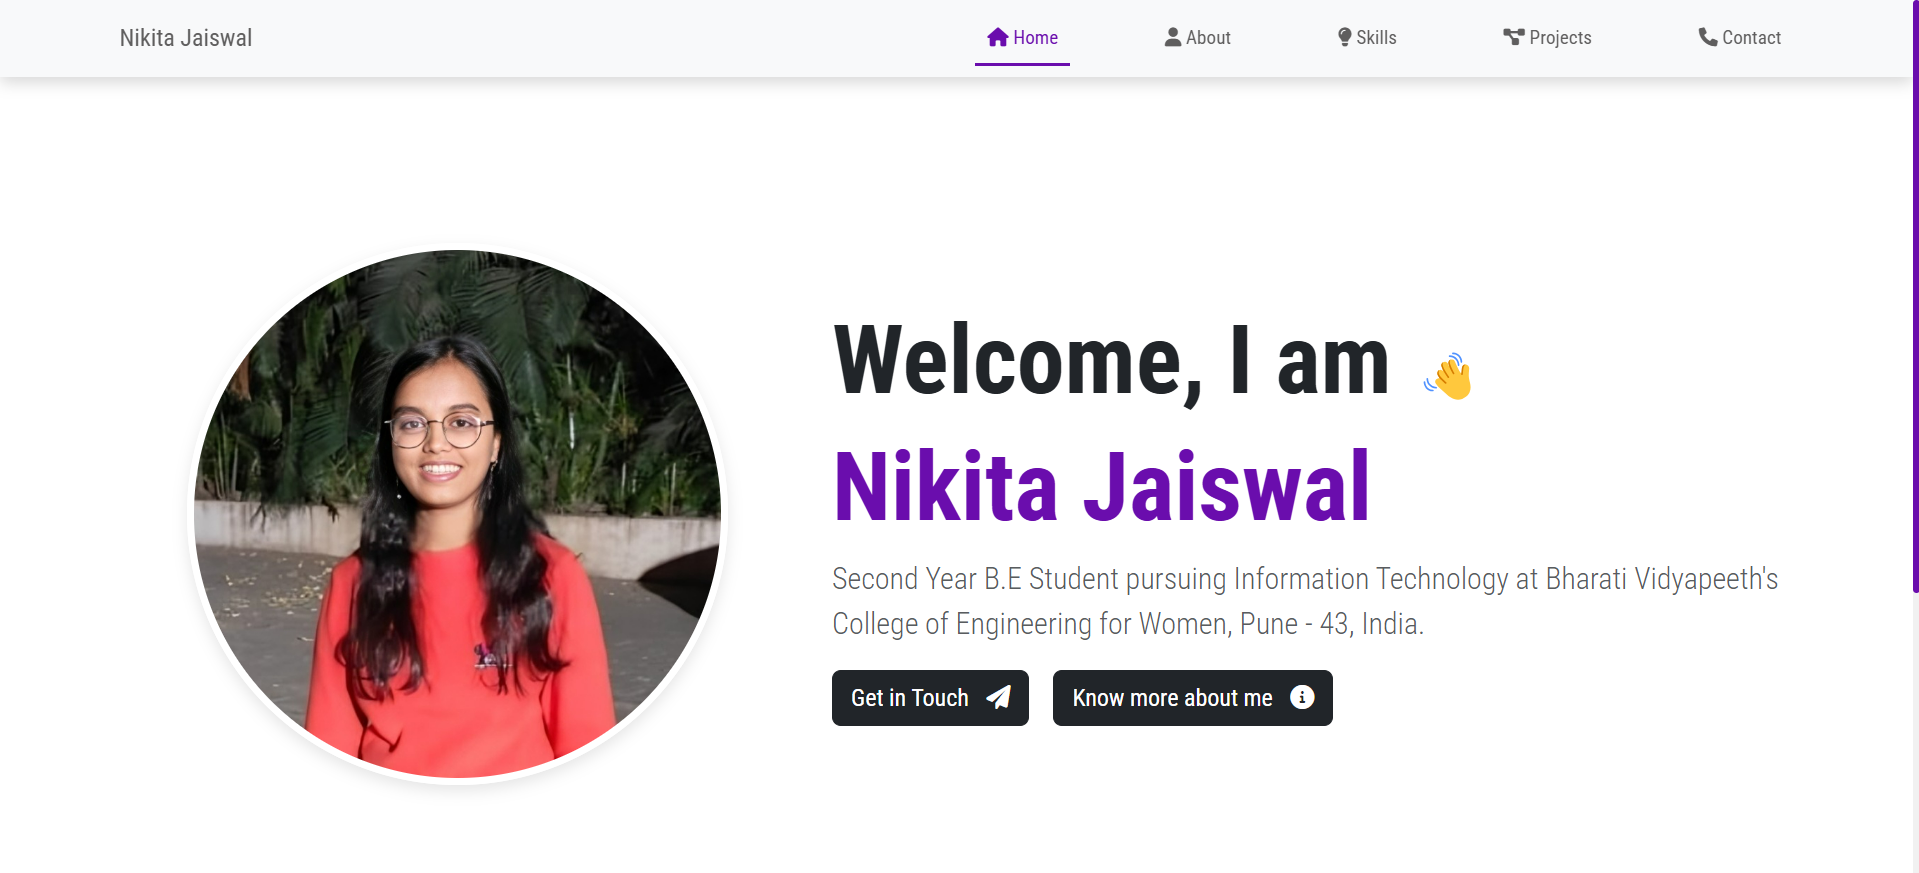 Nikita Jaiswal
Home
About
Skills
Projects
Contact
Welcome, I am 👋
Nikita Jaiswal
Second Year B.E Student pursuing Information Technology at Bharati Vidyapeeth's
College of Engineering for Women, Pune - 43, India.
Get in Touch
Know more about me